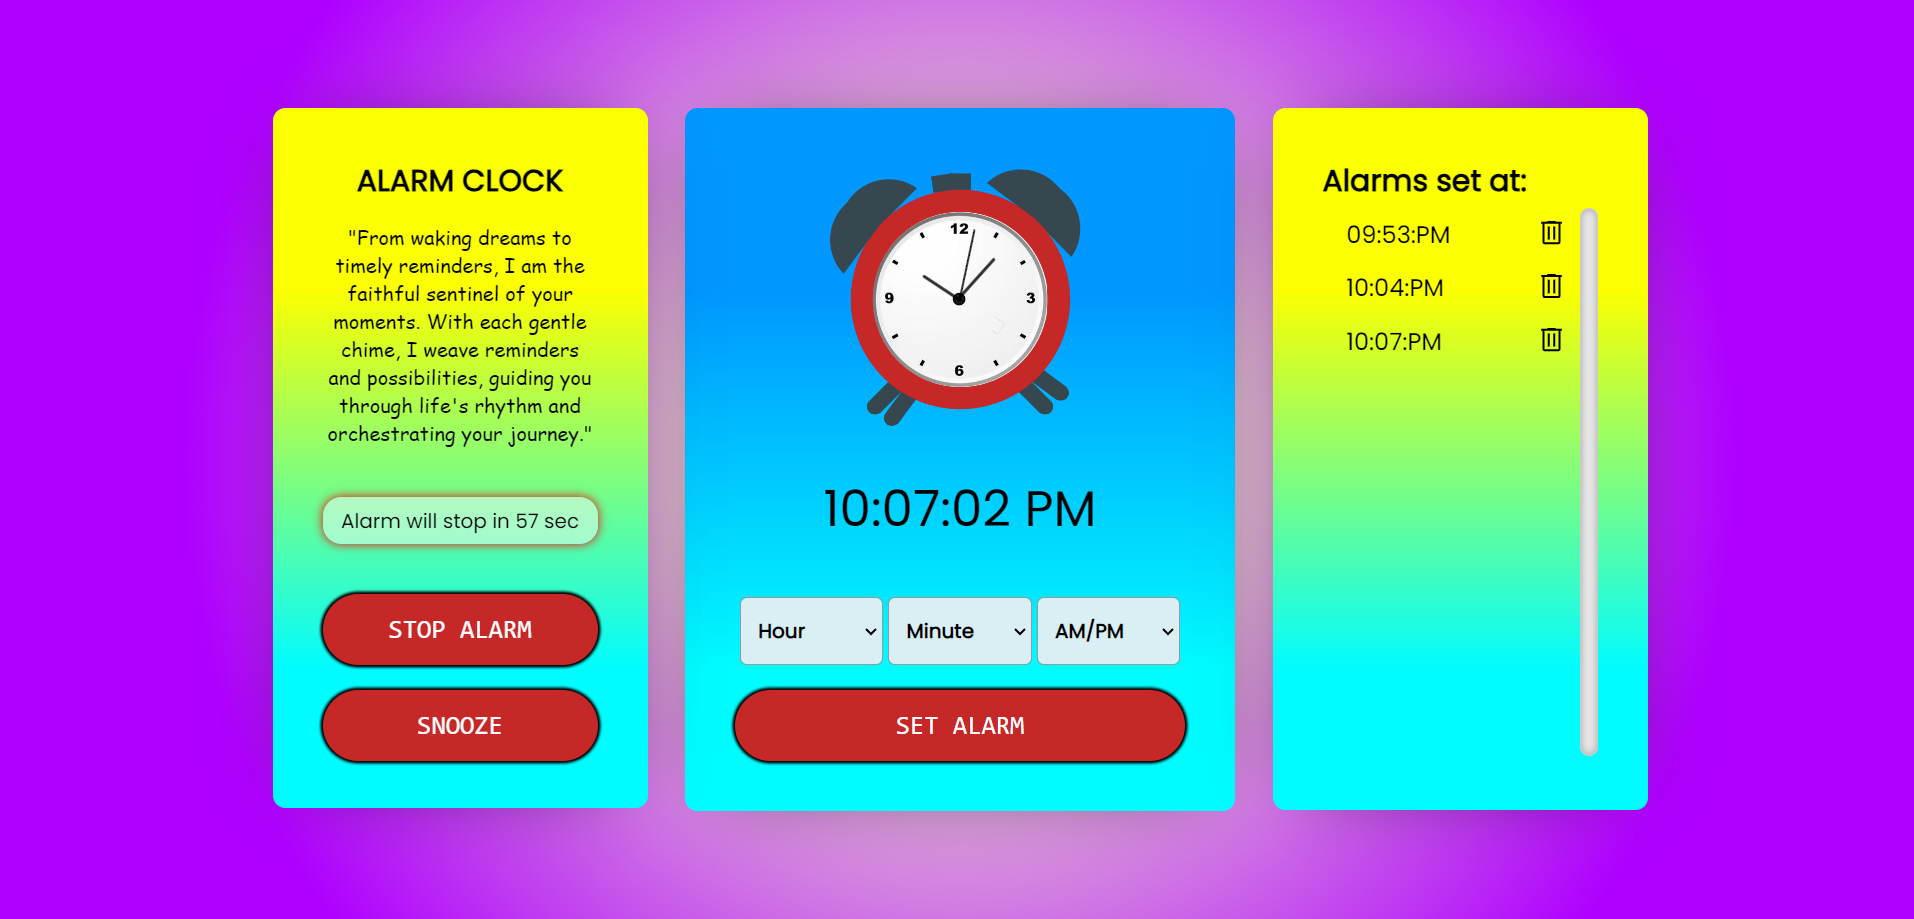 ALARM CLOCK
"From waking dreams to
timely reminders, I am the
faithful sentinel of your
moments. With each gentle
chime, I weave reminders
and possibilities, guiding you
through life's rhythm and
orchestrating your journey."
Alarm will stop in 57 sec
STOP ALARM
SNOOZE
12
9
3
6
10:07:02 PM
Hour
Minute
AM/PM
SET ALARM
Alarms set at:
09:53:PM
10:04:PM
10:07:PM